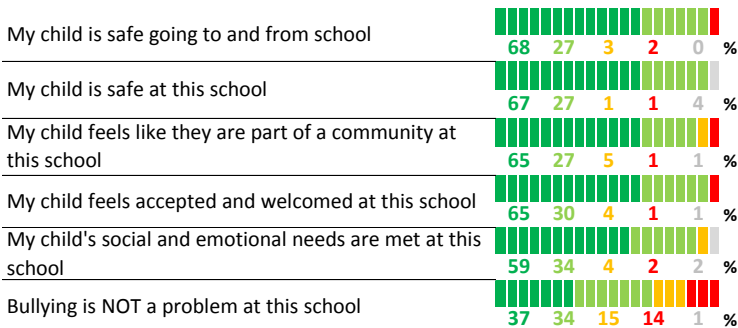 My child is safe going to and from school
68 27 3 2 0 %
My child is safe at this school
67 27 1 1 4 %
My child feels like they are part of a community at
this school
65 27 5 1 1 %
My child feels accepted and welcomed at this school
65 30 4 1 1 %
My child's social and emotional needs are met at this
school
59 34 4 2 2 %
Bullying is NOT a problem at this school
37 34 15 14 1 %